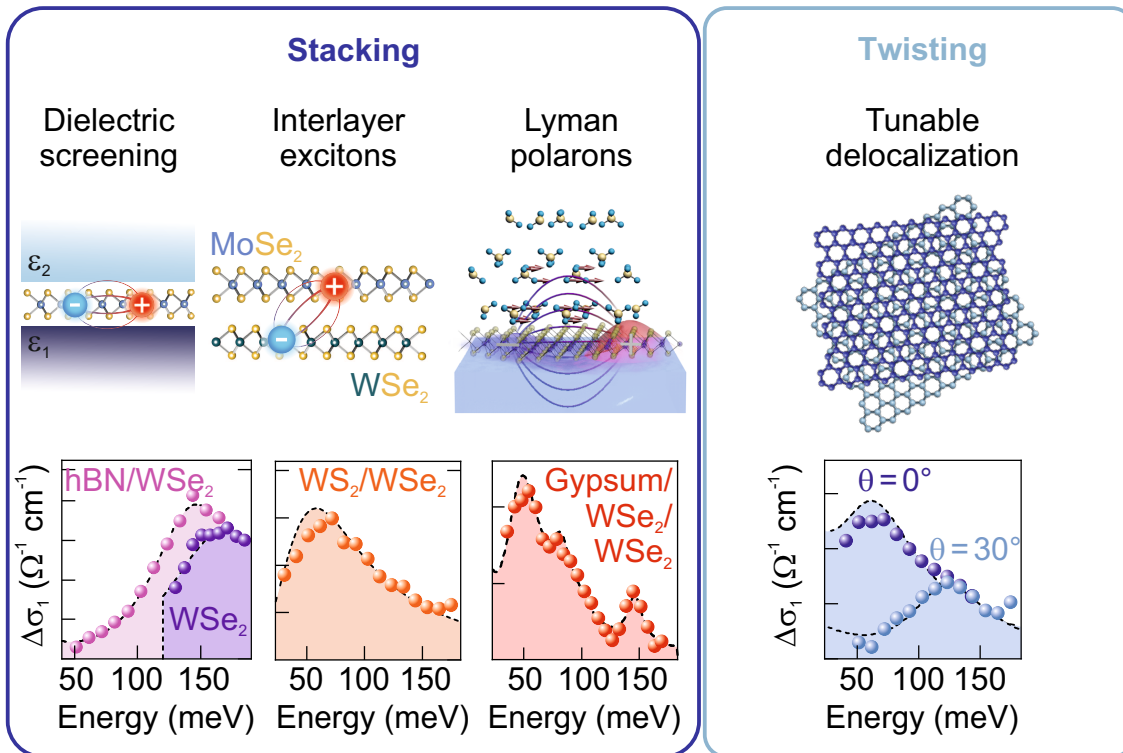 Stacking
Dielectric
screening
Interlayer
excitons
Lyman
polarons
ε₂
ε₁
−
+
MoSe₂
+
−
WSe₂
−
+
Δσ₁ (Ω⁻¹ cm⁻¹)
hBN/WSe₂
WSe₂
50 100 150
Energy (meV)
WS₂/WSe₂
50 100 150
Energy (meV)
Gypsum/
WSe₂/
WSe₂
50 100 150
Energy (meV)
Twisting
Tunable
delocalization
Δσ₁ (Ω⁻¹ cm⁻¹)
θ = 0°
θ = 30°
50 100 150
Energy (meV)